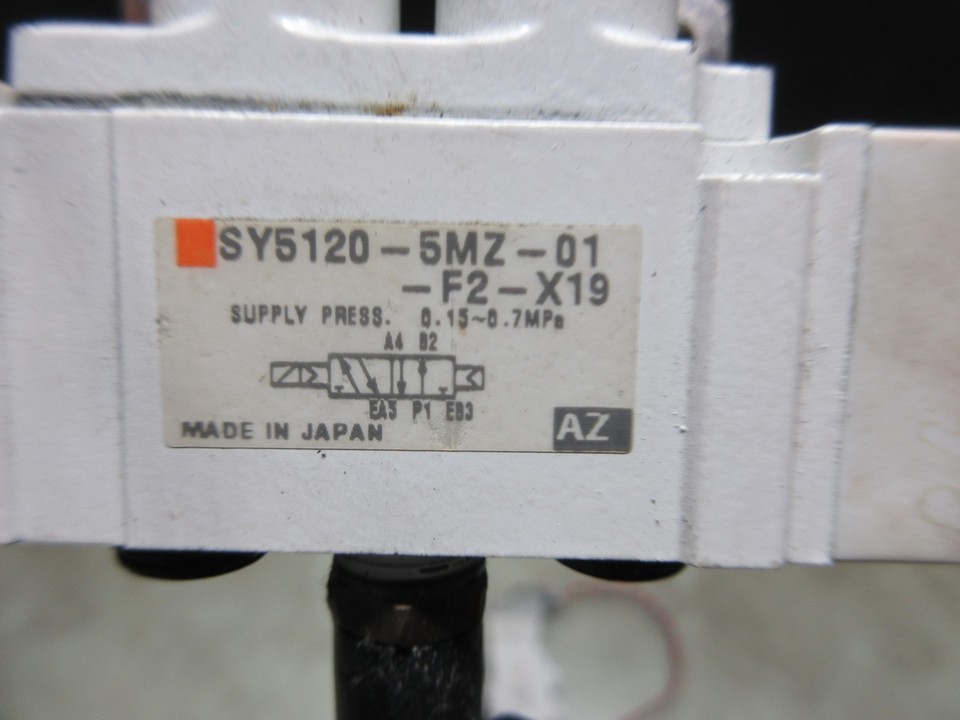 SY5120-5MZ-01
-F2-X19
SUPPLY PRESS. 0.15~0.7MPa
A4 B2
EA5 P1 EB3
MADE IN JAPAN
AZ